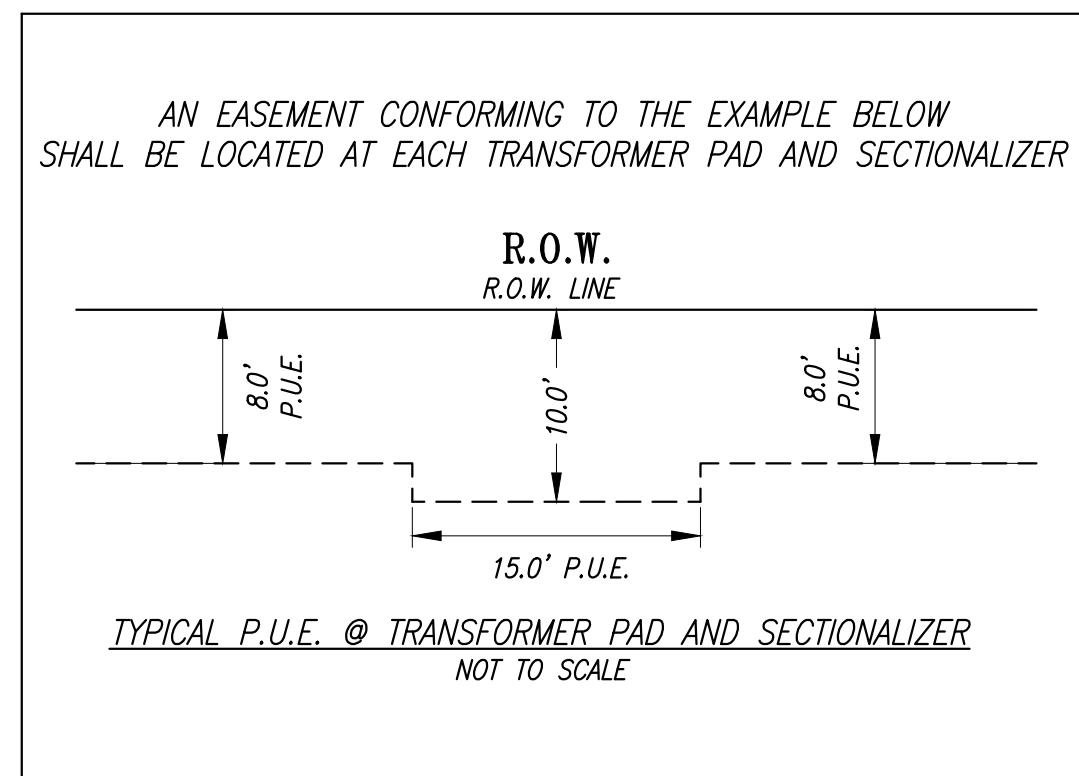 AN EASEMENT CONFORMING TO THE EXAMPLE BELOW
SHALL BE LOCATED AT EACH TRANSFORMER PAD AND SECTIONALIZER
R.O.W.
R.O.W. LINE
8.0'
P.U.E.
10.0'
8.0'
P.U.E.
15.0' P.U.E.
TYPICAL P.U.E. @ TRANSFORMER PAD AND SECTIONALIZER
NOT TO SCALE